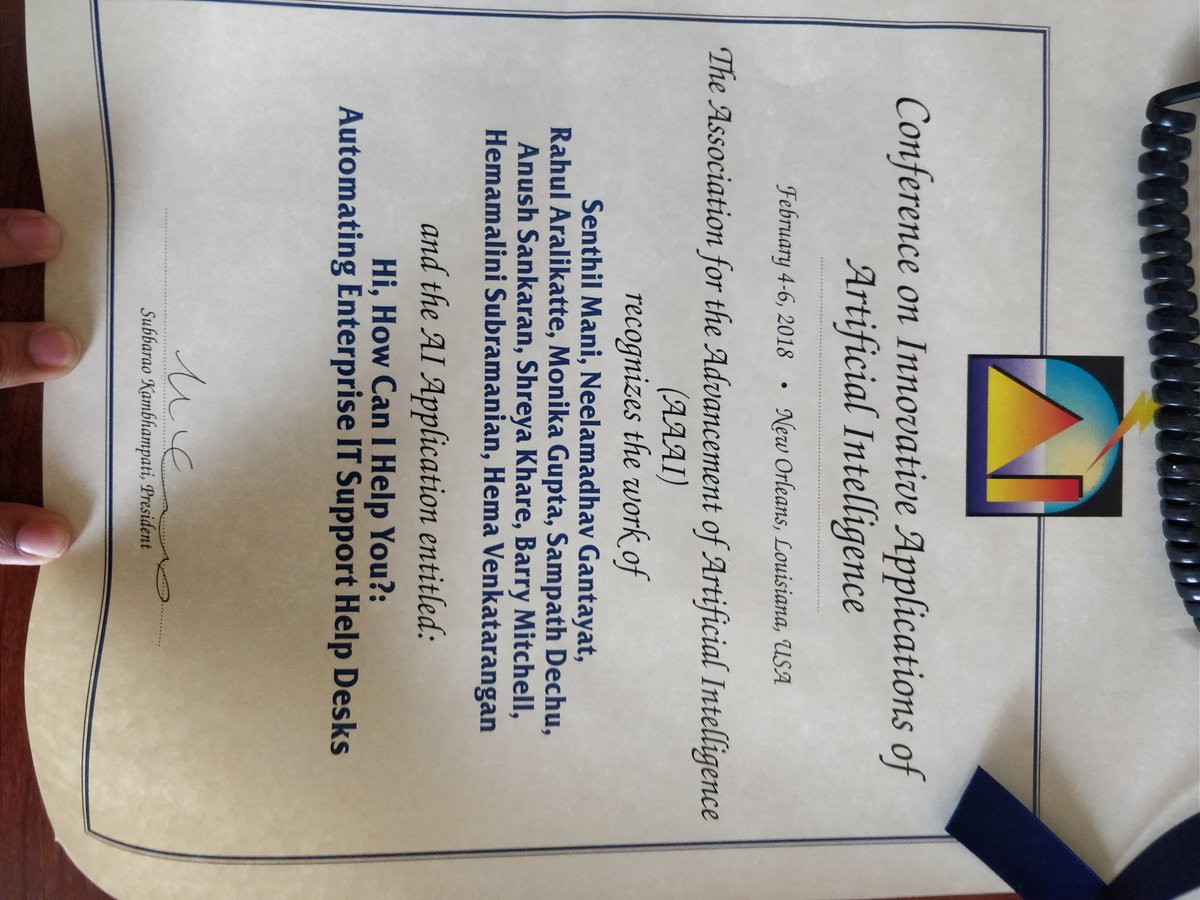 Conference on Innovative Applications of
Artificial Intelligence
February 4-6, 2018 • New Orleans, Louisiana, USA
The Association for the Advancement of Artificial Intelligence
(AAAI)
recognizes the work of
Senthil Mani, Neelamadhav Gantayat,
Rahul Aralikatte, Monika Gupta, Sampath Dechu,
Anush Sankaran, Shreya Khare, Barry Mitchell,
Hemamalini Subramanian, Hema Venkatarangan
and the AI Application entitled:
Hi, How Can I Help You?:
Automating Enterprise IT Support Help Desks
Subbarao Kambhampati, President